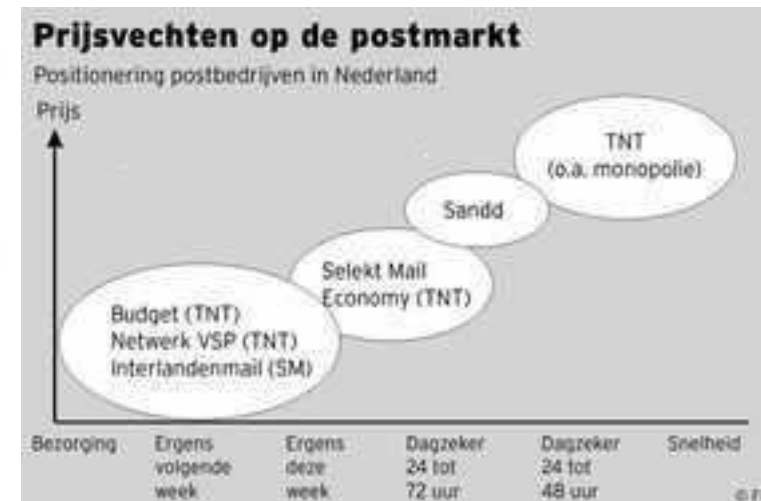 Prijsvechten op de postmarkt
Positionering postbedrijven in Nederland
Prijs
TNT
(o.a. monopolie)
Sandd
Selekt Mail
Economy (TNT)
Budget (TNT)
Netwerk VSP (TNT)
Interlandenmail (SM)
Bezorging
Ergens
volgende
week
Ergens
deze
week
Dagzeker
24 tot
72 uur
Dagzeker
24 tot
48 uur
Snelheid
©